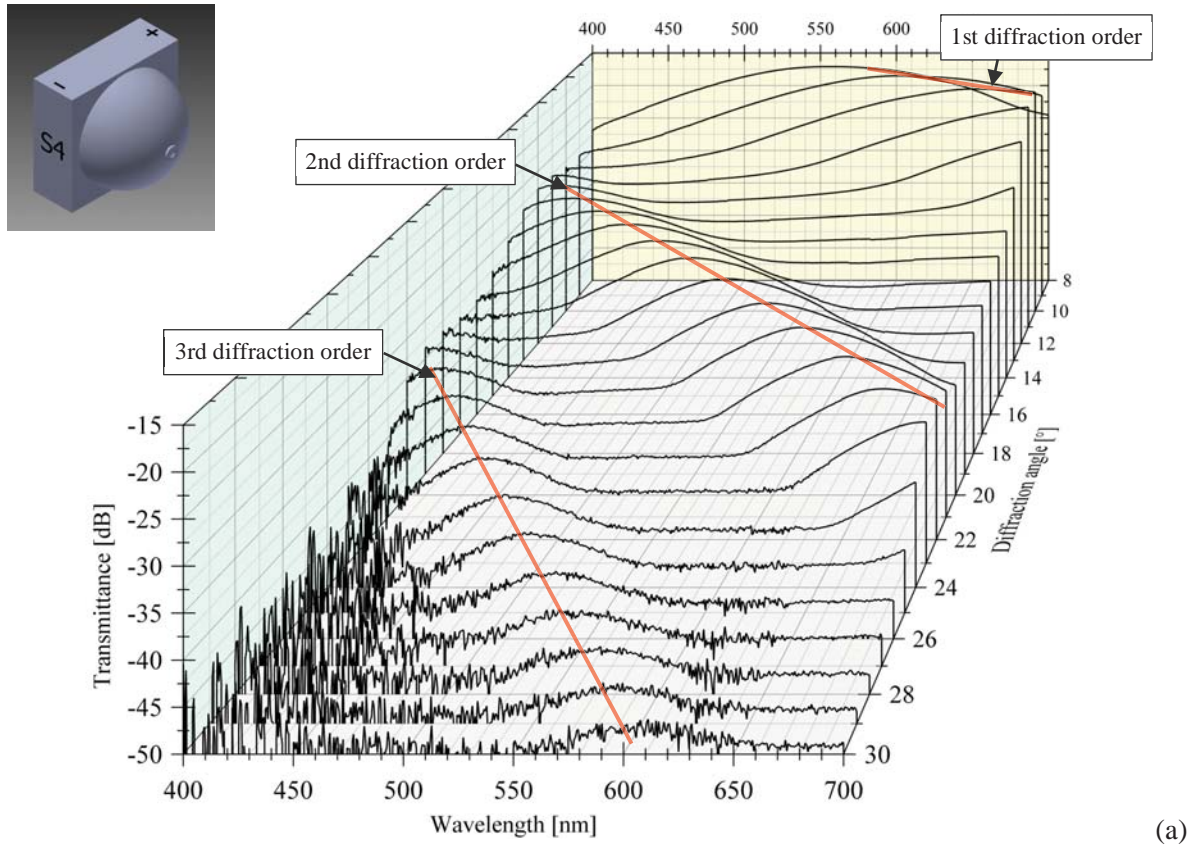 +
-
S4
400 450 500 550 600
1st diffraction order
2nd diffraction order
3rd diffraction order
8
10
12
14
16
18
20
22
24
26
28
30
Diffraction angle [°]
-15
-20
-25
-30
-35
-40
-45
-50
Transmittance [dB]
400 450 500 550 600 650 700
Wavelength [nm]
(a)